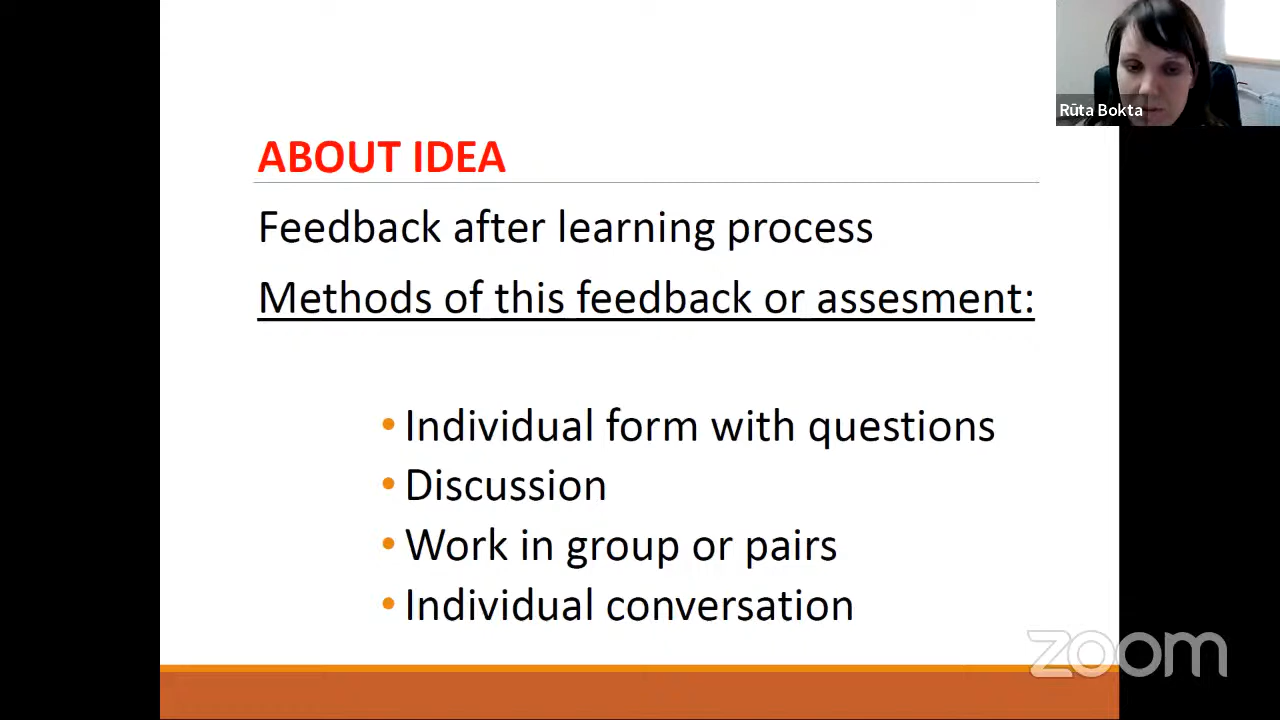 Rūta Bokta
ABOUT IDEA
Feedback after learning process
Methods of this feedback or assesment:
• Individual form with questions
• Discussion
• Work in group or pairs
• Individual conversation
zoom